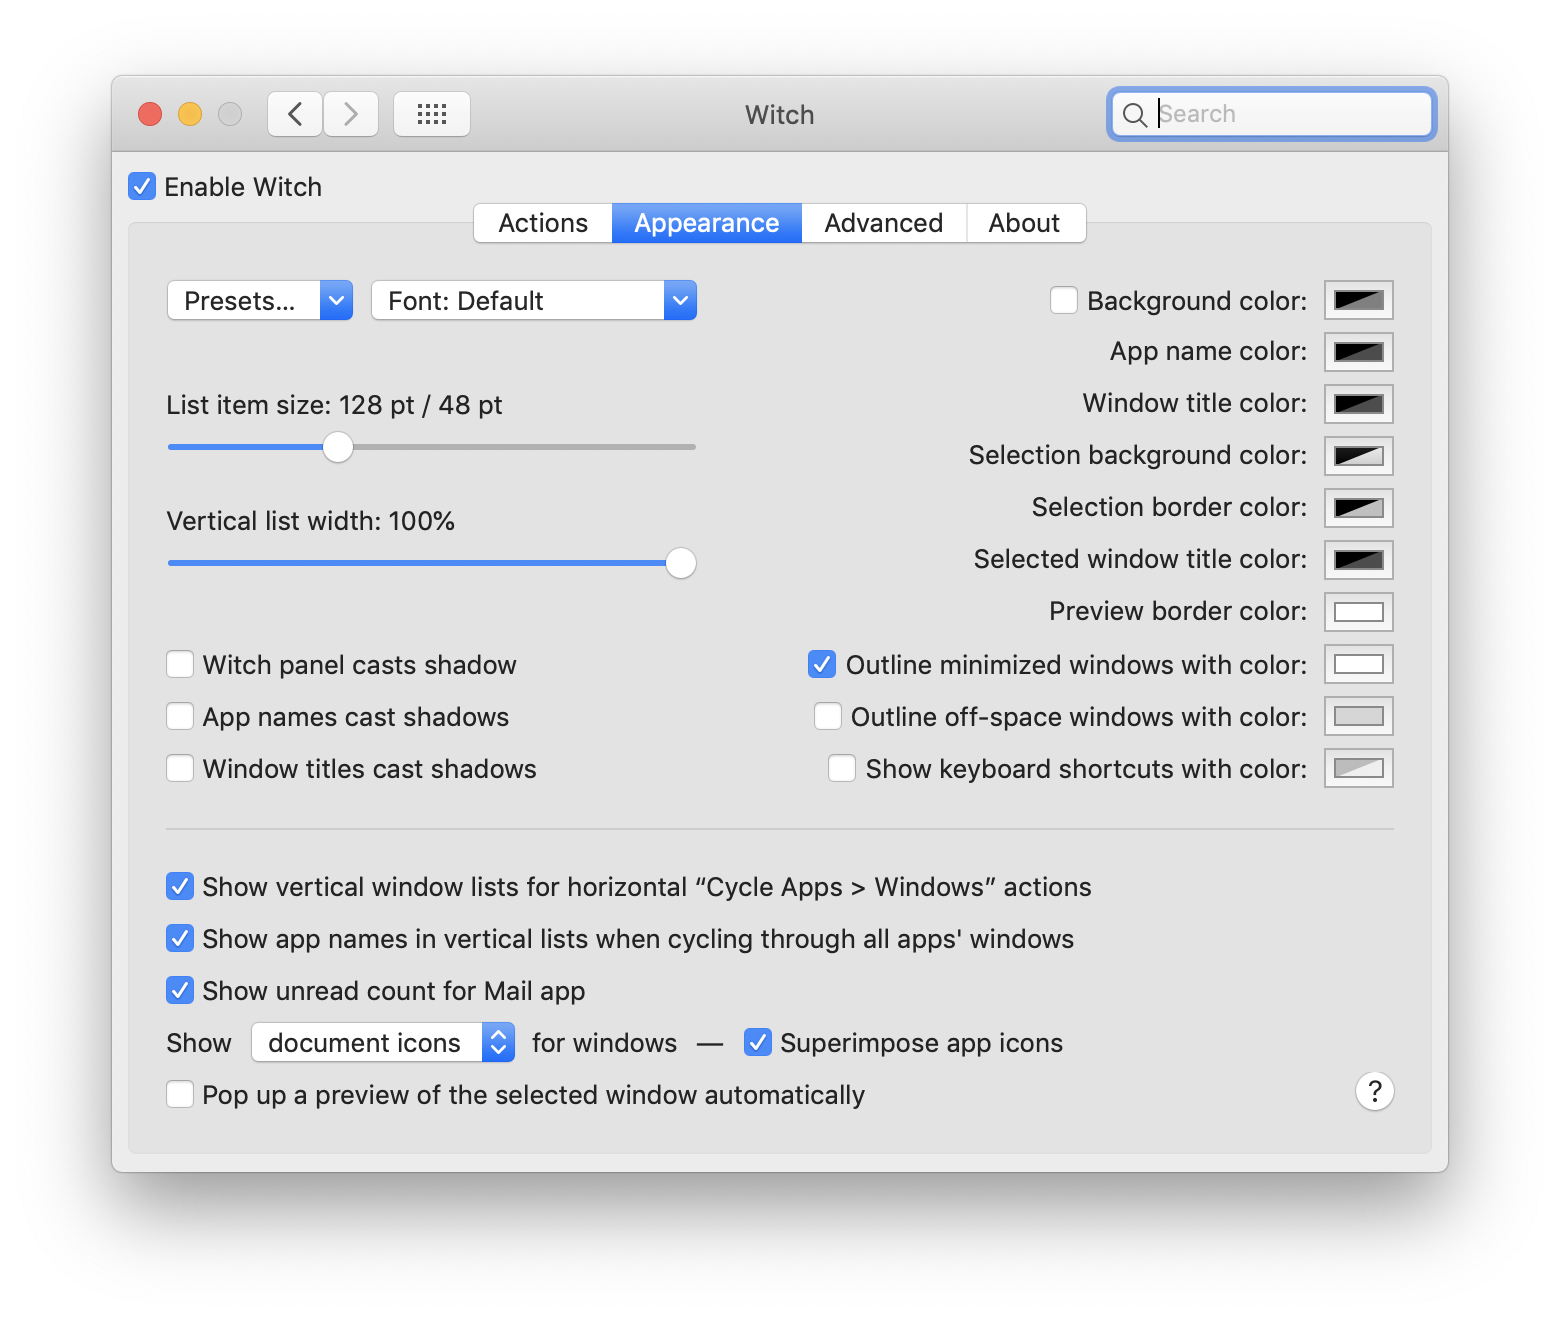 Witch
Search
Enable Witch
Actions Appearance Advanced About
Presets... Font: Default
Background color:
App name color:
List item size: 128 pt / 48 pt
Window title color:
Selection background color:
Selection border color:
Vertical list width: 100%
Selected window title color:
Preview border color:
Witch panel casts shadow
Outline minimized windows with color:
App names cast shadows
Outline off-space windows with color:
Window titles cast shadows
Show keyboard shortcuts with color:
Show vertical window lists for horizontal “Cycle Apps > Windows” actions
Show app names in vertical lists when cycling through all apps' windows
Show unread count for Mail app
Show document icons for windows — Superimpose app icons
Pop up a preview of the selected window automatically
?